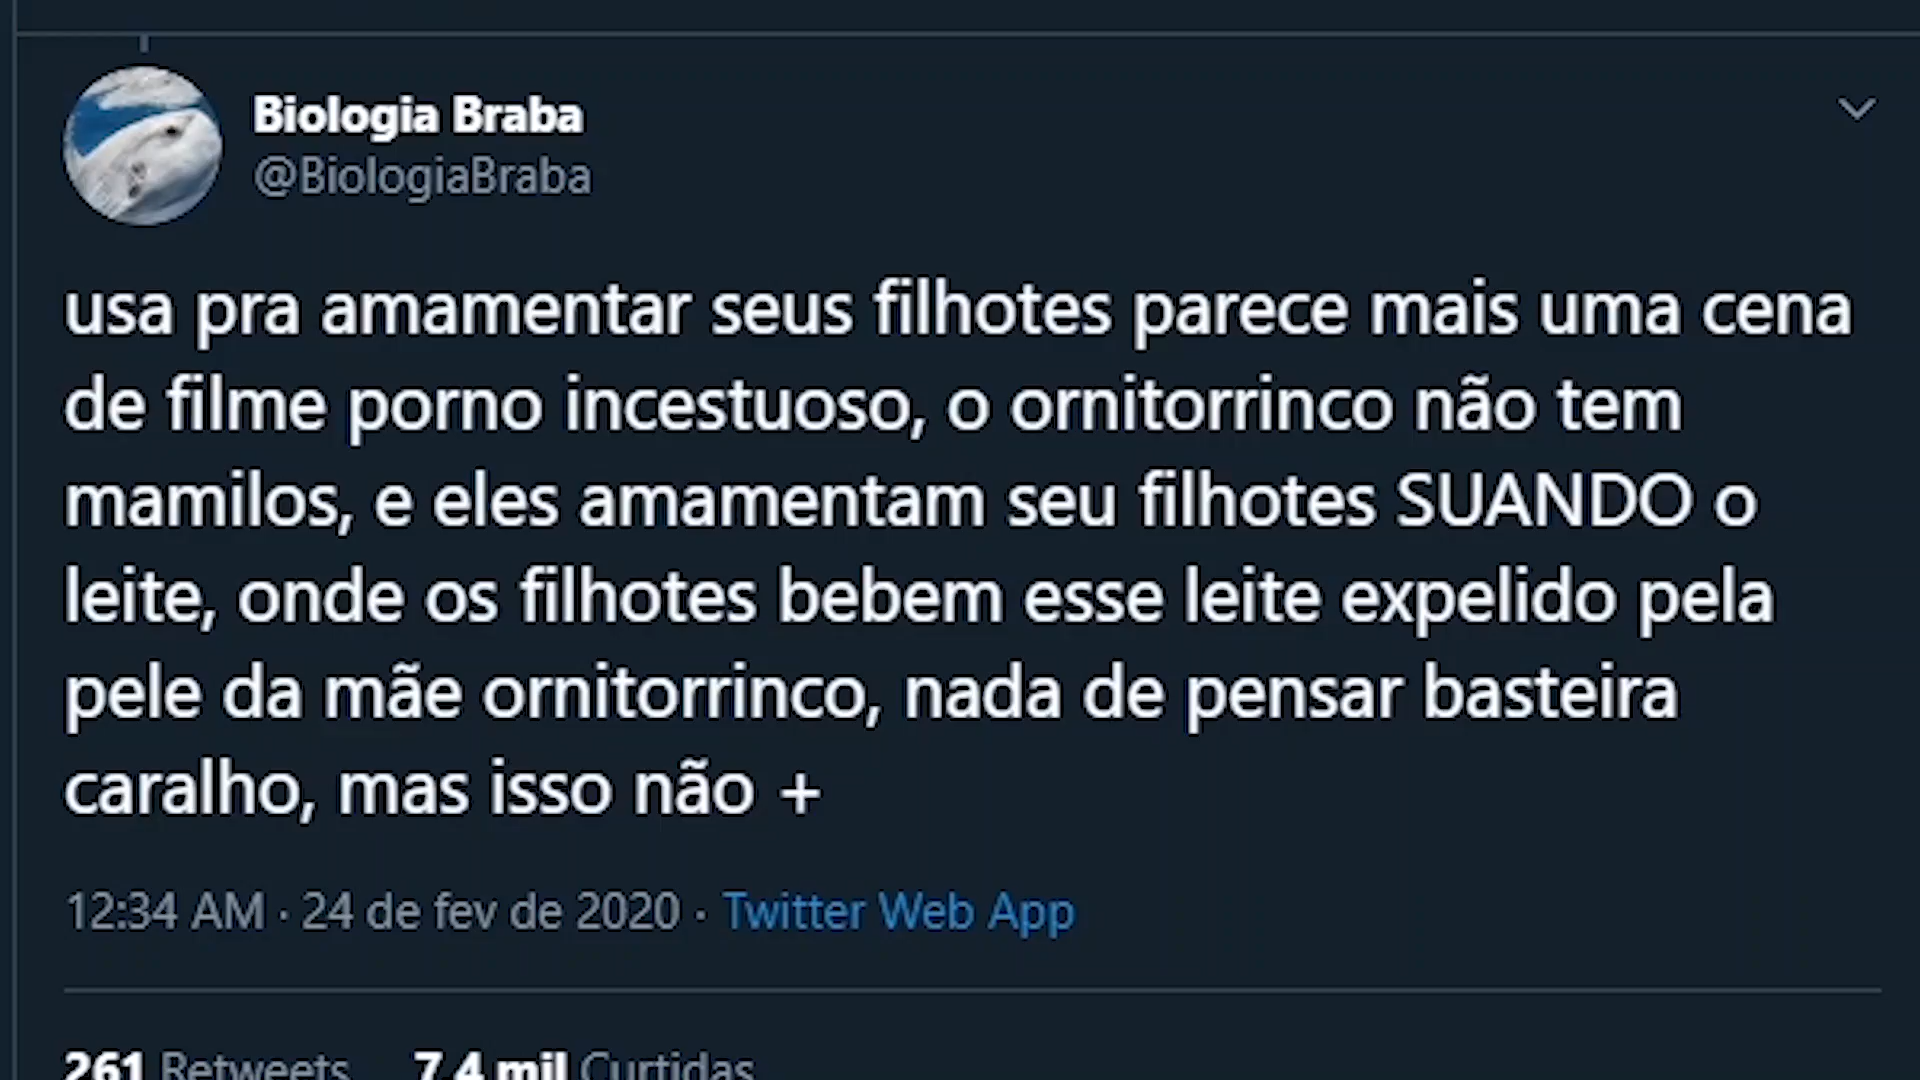 Biologia Braba
@BiologiaBraba
usa pra amamentar seus filhotes parece mais uma cena
de filme porno incestuoso, o ornitorrinco não tem
mamilos, e eles amamentam seu filhotes SUANDO o
leite, onde os filhotes bebem esse leite expelido pela
pele da mãe ornitorrinco, nada de pensar basteira
caralho, mas isso não +
12:34 AM · 24 de fev de 2020 · Twitter Web App
261 Retweets 7,4 mil Curtidas